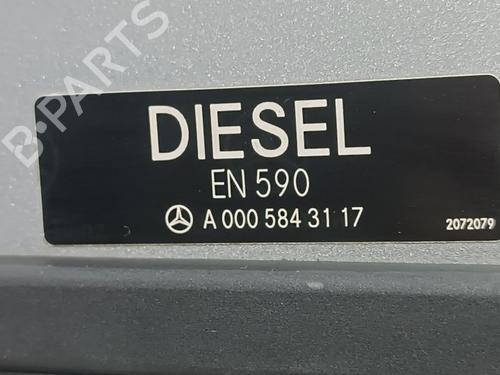 B-PARTS
DIESEL
EN 590
A 000 584 31 17
2072079